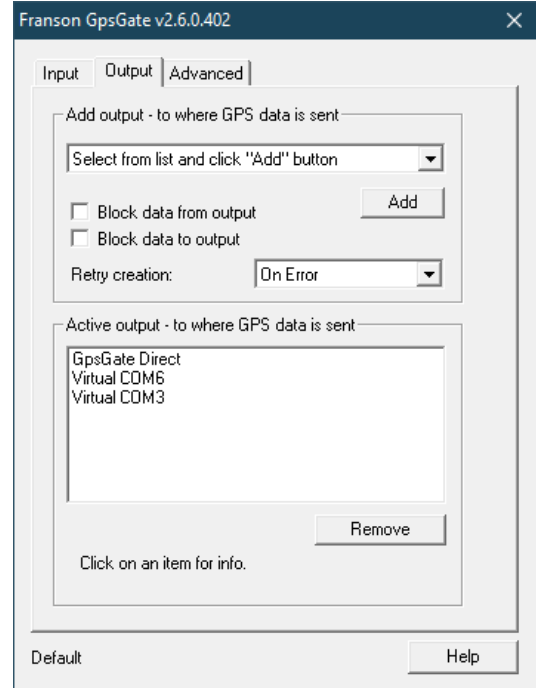 Franson GpsGate v2.6.0.402
Input Output Advanced
Add output - to where GPS data is sent
Select from list and click "Add" button
Add
Block data from output
Block data to output
Retry creation: On Error
Active output - to where GPS data is sent
GpsGate Direct
Virtual COM6
Virtual COM3
Remove
Click on an item for info.
Default Help